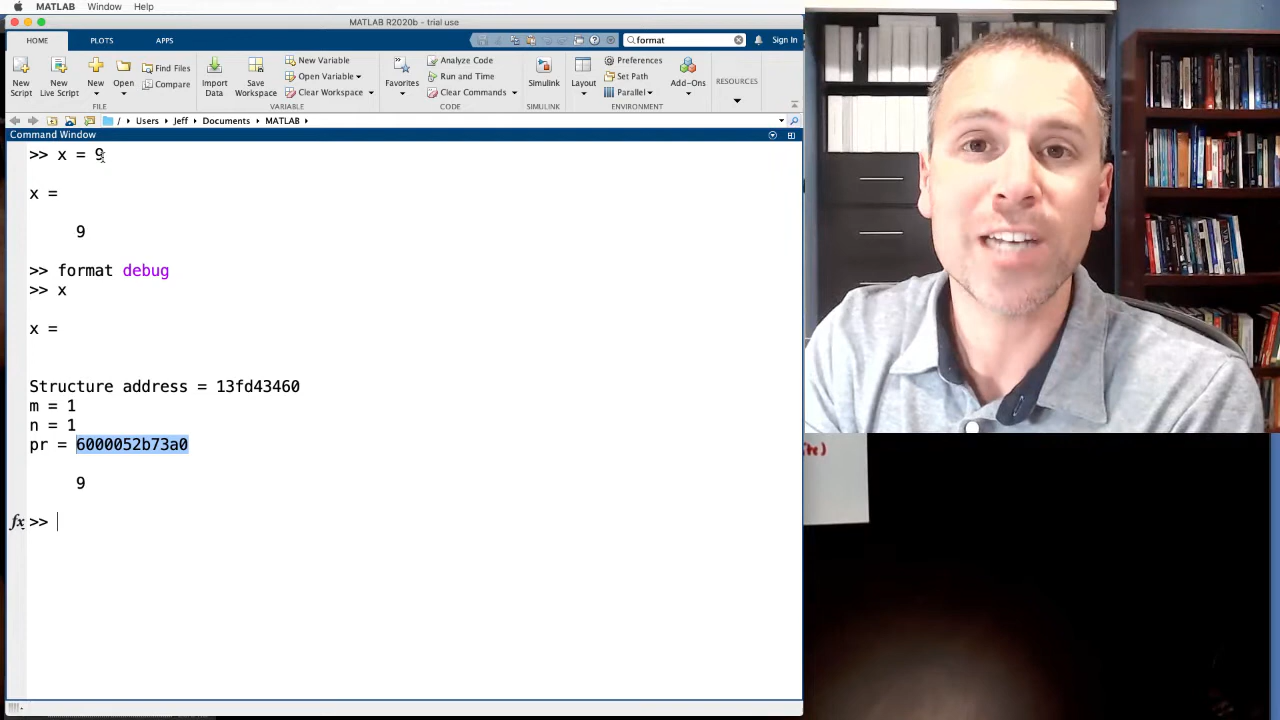 MATLAB Window Help
MATLAB R2020b - trial use
HOME PLOTS APPS
format
Sign In
New Script
New Live Script
New
Open
Find Files
Compare
FILE
Import Data
Save Workspace
New Variable
Open Variable
Clear Workspace
VARIABLE
Favorites
Analyze Code
Run and Time
Clear Commands
CODE
Simulink
SIMULINK
Layout
Preferences
Set Path
Parallel
ENVIRONMENT
Add-Ons
RESOURCES
/ Users Jeff Documents MATLAB
Command Window
>> x = 9
x =
9
>> format debug
>> x
x =
Structure address = 13fd43460
m = 1
n = 1
pr = 6000052b73a0
9
fx >>